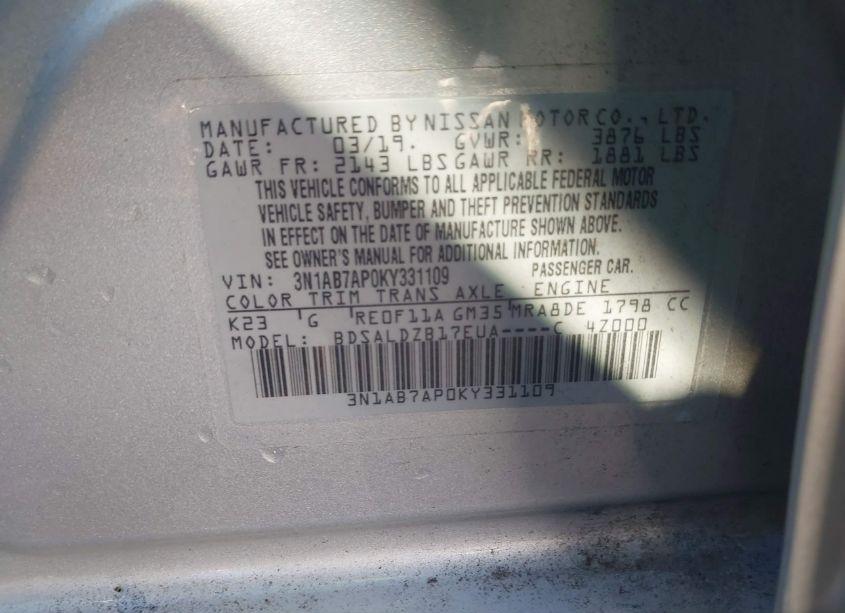 MANUFACTURED BY NISSAN MOTOR CO., LTD.
DATE: 03/19. GVWR: 3876 LBS
GAWR FR: 2143 LBS GAWR RR: 1881 LBS
THIS VEHICLE CONFORMS TO ALL APPLICABLE FEDERAL MOTOR
VEHICLE SAFETY, BUMPER AND THEFT PREVENTION STANDARDS
IN EFFECT ON THE DATE OF MANUFACTURE SHOWN ABOVE.
SEE OWNER'S MANUAL FOR ADDITIONAL INFORMATION.
PASSENGER CAR.
VIN: 3N1AB7AP0KY331109
COLOR TRIM TRANS AXLE ENGINE
K23 G RE0F11A GM35 MRA8DE 1798 CC
MODEL: BDSALDZB17EUA----C 4Z000
3N1AB7AP0KY331109